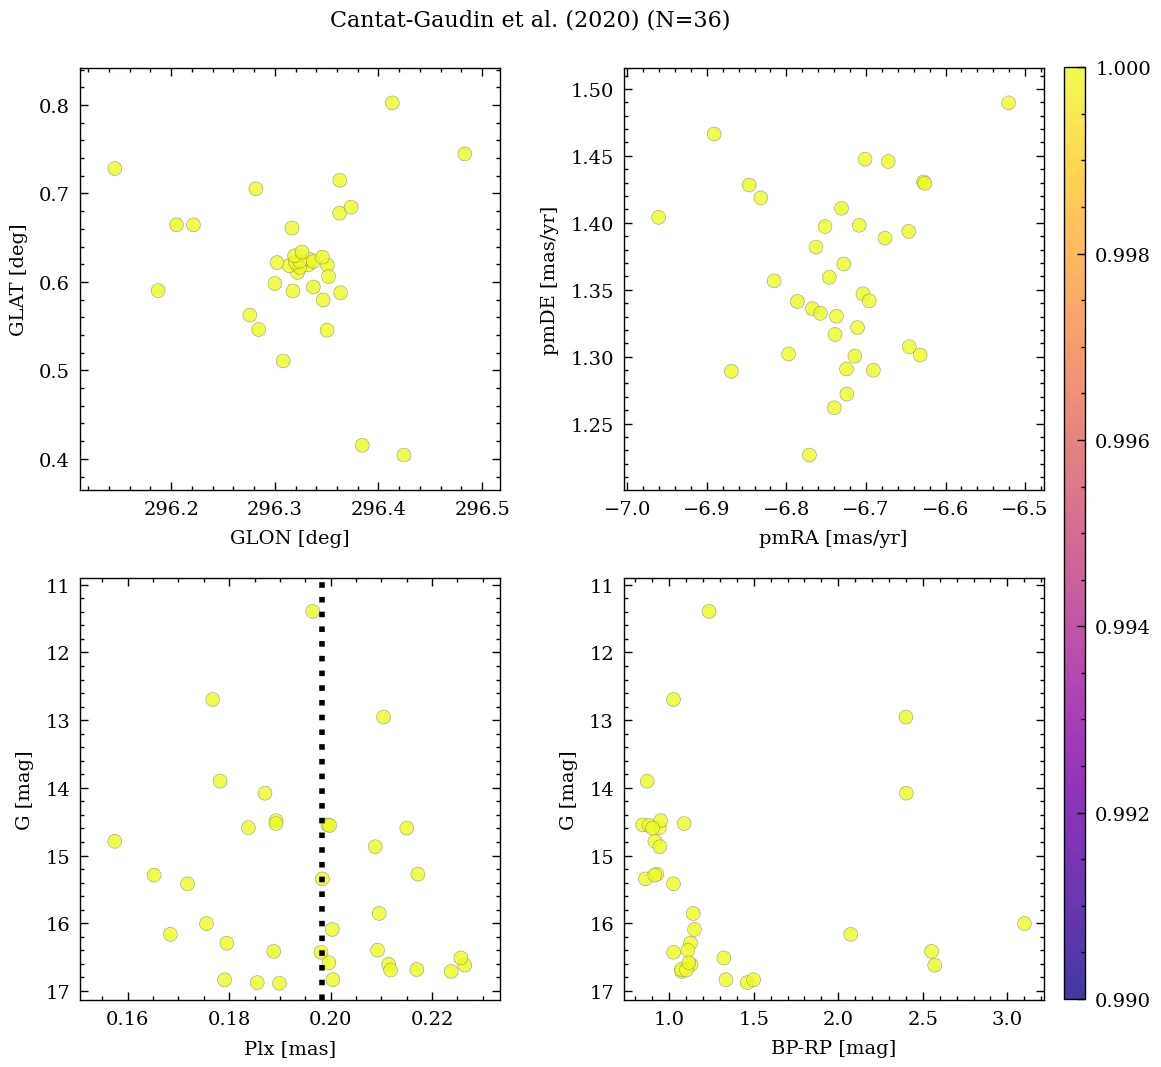 Cantat-Gaudin et al. (2020) (N=36)
0.8
0.7
0.6
0.5
0.4
GLAT [deg]
296.2 296.3 296.4 296.5
GLON [deg]
1.50
1.45
1.40
1.35
1.30
1.25
pmDE [mas/yr]
−7.0 −6.9 −6.8 −6.7 −6.6 −6.5
pmRA [mas/yr]
11
12
13
14
15
16
17
G [mag]
0.16 0.18 0.20 0.22
Plx [mas]
11
12
13
14
15
16
17
G [mag]
1.0 1.5 2.0 2.5 3.0
BP-RP [mag]
1.000
0.998
0.996
0.994
0.992
0.990